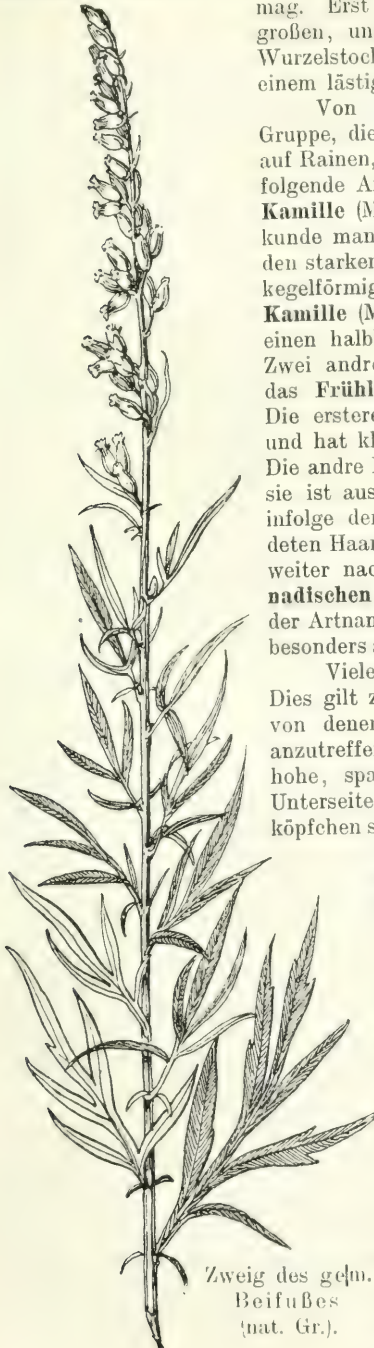 mag. Erst
großen, un
Wurzelstock
einem lästig
Von
Gruppe, die
auf Rainen,
folgende A
Kamille (M
kunde man
den starken
kegelförmig
Kamille (M
einen halb
Zwei andre
das Frühl
Die erstere
und hat kl
Die andre
sie ist aus
infolge der
deten Haar
weiter nac
nadischen
der Artnan
besonders
Viele
Dies gilt z
von dener
anzutreffe
hohe, spa
Unterseite
köpfchen s
Zweig des gem.
Beifußes
(nat. Gr.).